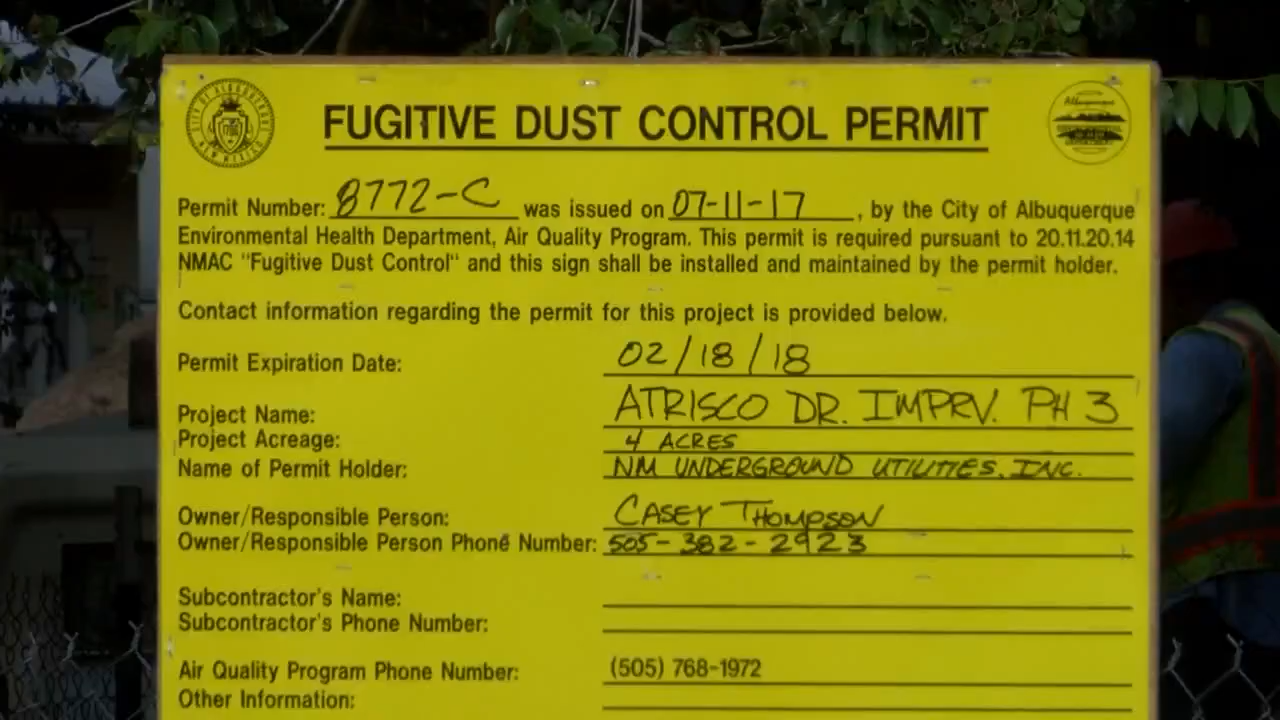 CITY OF ALBUQUERQUE
NEW MEXICO
FUGITIVE DUST CONTROL PERMIT
Albuquerque
Permit Number: 8772-C was issued on 07-11-17, by the City of Albuquerque
Environmental Health Department, Air Quality Program. This permit is required pursuant to 20.11.20.14
NMAC "Fugitive Dust Control" and this sign shall be installed and maintained by the permit holder.
Contact information regarding the permit for this project is provided below.
Permit Expiration Date: 02/18/18
Project Name: ATRISCO DR. IMPRV. PH 3
Project Acreage: 4 ACRES
Name of Permit Holder: NM UNDERGROUND UTILITIES, INC.
Owner/Responsible Person: CASEY THOMPSON
Owner/Responsible Person Phone Number: 505-382-2923
Subcontractor's Name:
Subcontractor's Phone Number:
Air Quality Program Phone Number: (505) 768-1972
Other Information: